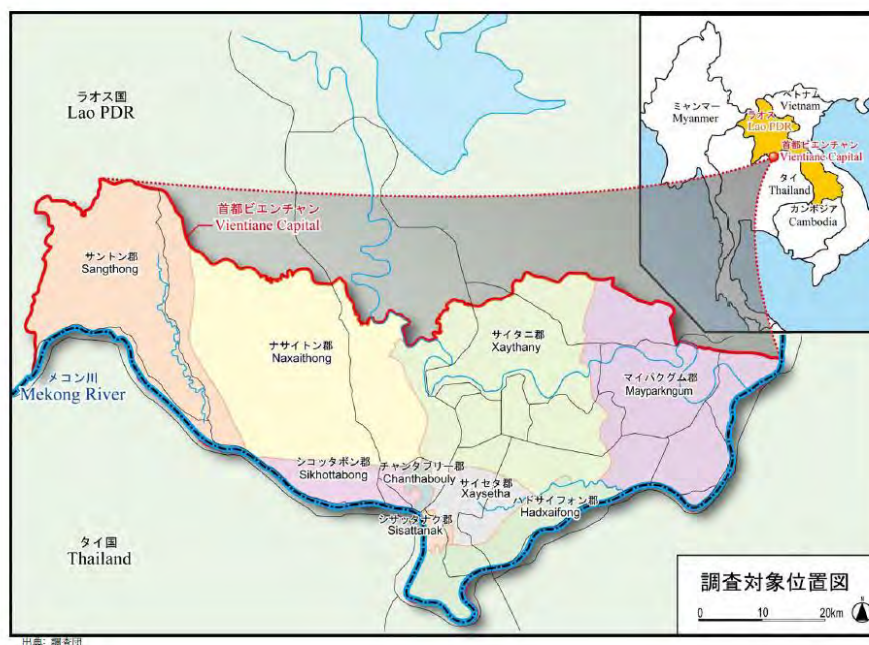 ラオス国
Lao PDR
ミャンマー
Myanmer
ベトナム
Vietnam
ラオス
Lao PDR
首都ビエンチャン
Vientiane Capital
タイ
Thailand
カンボジア
Cambodia
首都ビエンチャン
Vientiane Capital
サントン郡
Sangthong
ナサイトン郡
Naxaithong
サイタニ郡
Xaythany
マイパクグム郡
Mayparkngum
メコン川
Mekong River
シコッタボン郡
Sikhottabong
チャンタブリー郡
Chanthabouly
サイセタ郡
Xaysetha
ハドサイフォン郡
Hadxaifong
シサッタナク郡
Sisattanak
タイ国
Thailand
調査対象位置図
0 10 20km
N
出典: 調査団